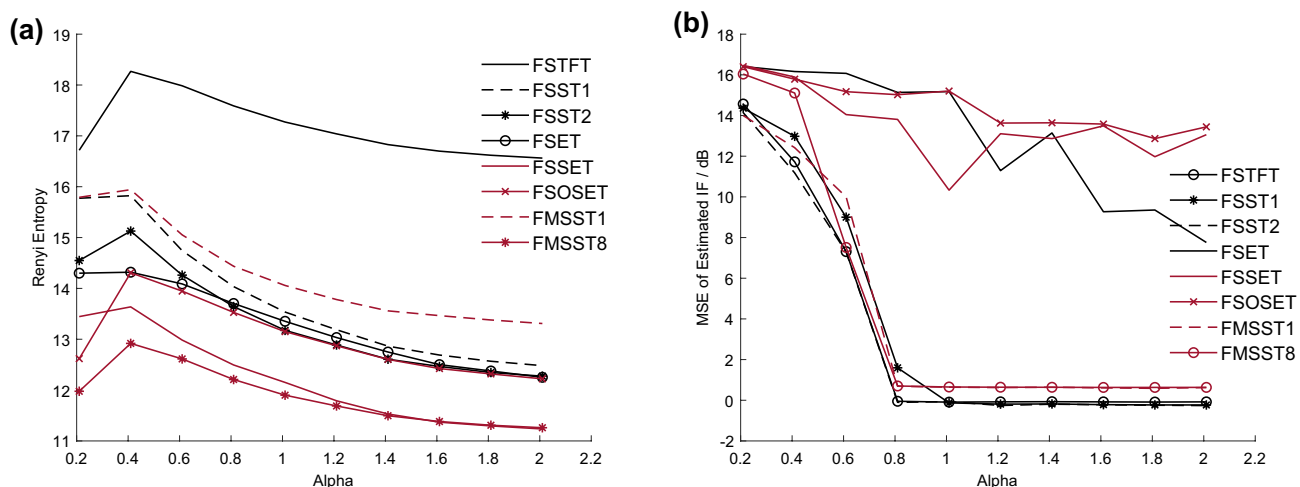 (a)
19
18
17
16
15
14
13
12
11
Renyi Entropy
0.2 0.4 0.6 0.8 1 1.2 1.4 1.6 1.8 2 2.2
Alpha
FSTFT
FSST1
FSST2
FSET
FSSET
FSOSET
FMSST1
FMSST8
(b)
18
16
14
12
10
8
6
4
2
0
-2
MSE of Estimated IF / dB
0.2 0.4 0.6 0.8 1 1.2 1.4 1.6 1.8 2 2.2
Alpha
FSTFT
FSST1
FSST2
FSET
FSSET
FSOSET
FMSST1
FMSST8